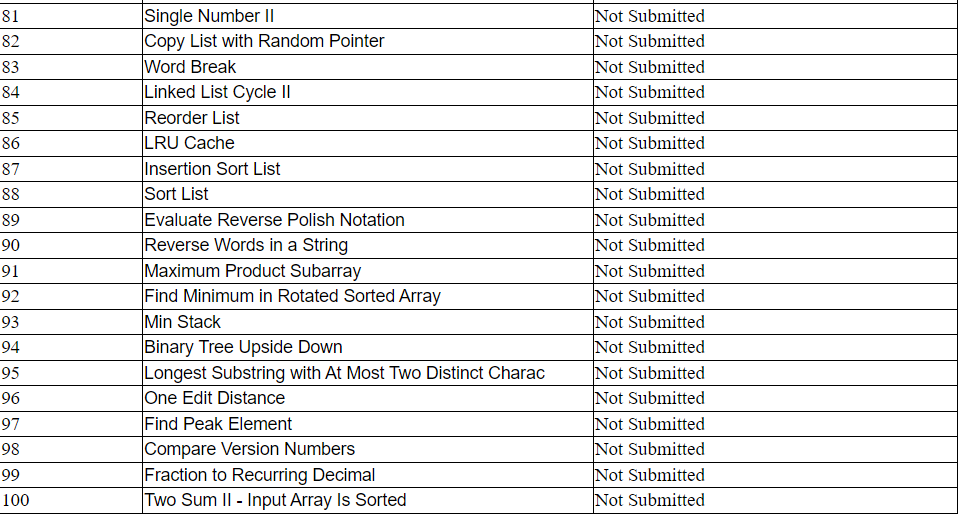 81 Single Number II Not Submitted
82 Copy List with Random Pointer Not Submitted
83 Word Break Not Submitted
84 Linked List Cycle II Not Submitted
85 Reorder List Not Submitted
86 LRU Cache Not Submitted
87 Insertion Sort List Not Submitted
88 Sort List Not Submitted
89 Evaluate Reverse Polish Notation Not Submitted
90 Reverse Words in a String Not Submitted
91 Maximum Product Subarray Not Submitted
92 Find Minimum in Rotated Sorted Array Not Submitted
93 Min Stack Not Submitted
94 Binary Tree Upside Down Not Submitted
95 Longest Substring with At Most Two Distinct Charac Not Submitted
96 One Edit Distance Not Submitted
97 Find Peak Element Not Submitted
98 Compare Version Numbers Not Submitted
99 Fraction to Recurring Decimal Not Submitted
100 Two Sum II - Input Array Is Sorted Not Submitted